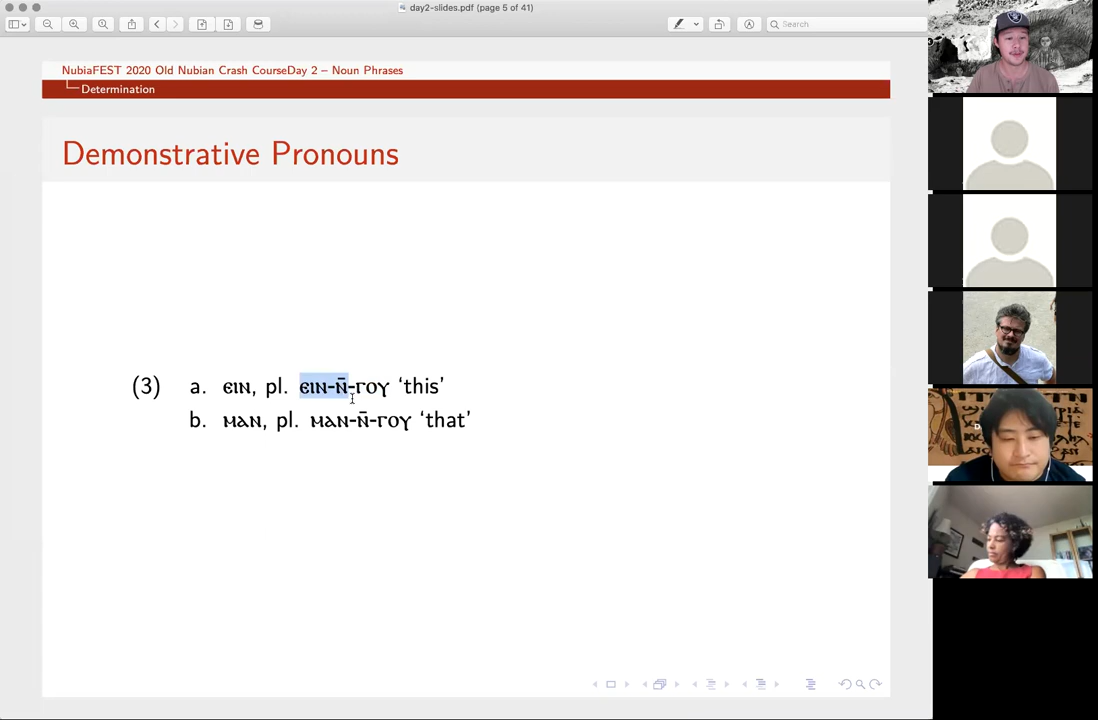 day2-slides.pdf (page 5 of 41)
Search
NubiaFEST 2020 Old Nubian Crash CourseDay 2 – Noun Phrases
Determination
Demonstrative Pronouns
(3) a. ⲉⲓⲛ, pl. ⲉⲓⲛ-ⲛ̄-ⲅⲟⲩ ‘this’
b. ⲙⲁⲛ, pl. ⲙⲁⲛ-ⲛ̄-ⲅⲟⲩ ‘that’